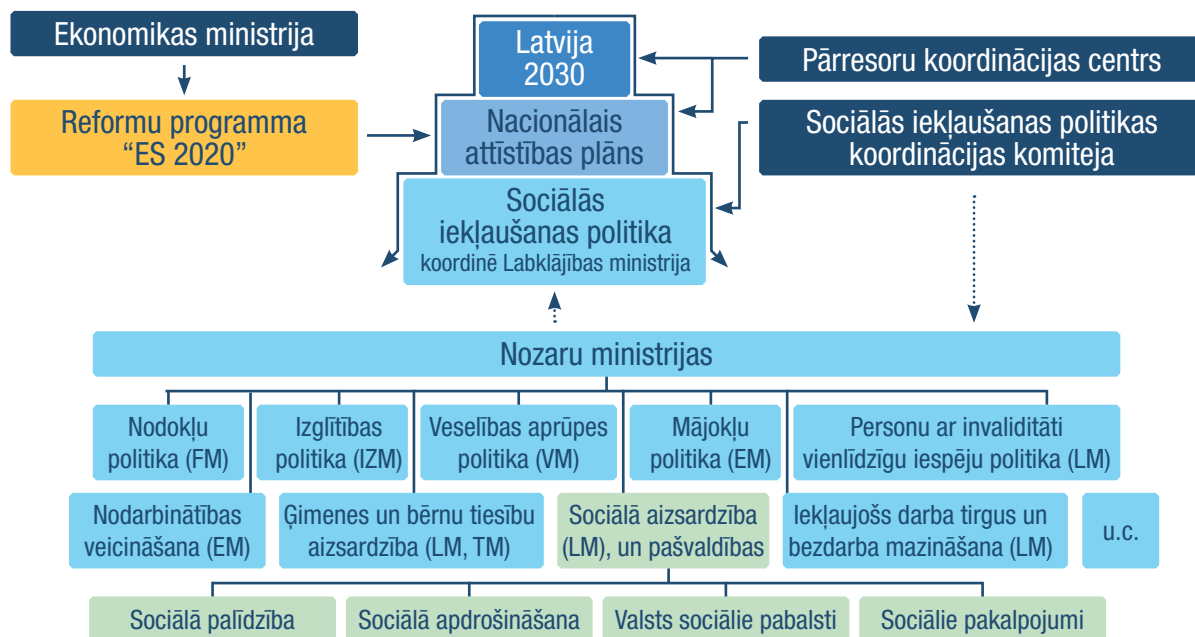 Ekonomikas ministrija
Reformu programma
“ES 2020”
Latvija
2030
Nacionālais
attīstības plāns
Sociālās
iekļaušanas politika
koordinē Labklājības ministrija
Pārresoru koordinācijas centrs
Sociālās iekļaušanas politikas
koordinācijas komiteja
Nozaru ministrijas
Nodokļu
politika (FM)
Izglītības
politika (IZM)
Veselības aprūpes
politika (VM)
Mājokļu
politika (EM)
Personu ar invaliditāti
vienlīdzīgu iespēju politika (LM)
Nodarbinātības
veicināšana (EM)
Ģimenes un bērnu tiesību
aizsardzība (LM, TM)
Sociālā aizsardzība
(LM), un pašvaldības
Iekļaujošs darba tirgus un
bezdarba mazināšana (LM)
u.c.
Sociālā palīdzība
Sociālā apdrošināšana
Valsts sociālie pabalsti
Sociālie pakalpojumi